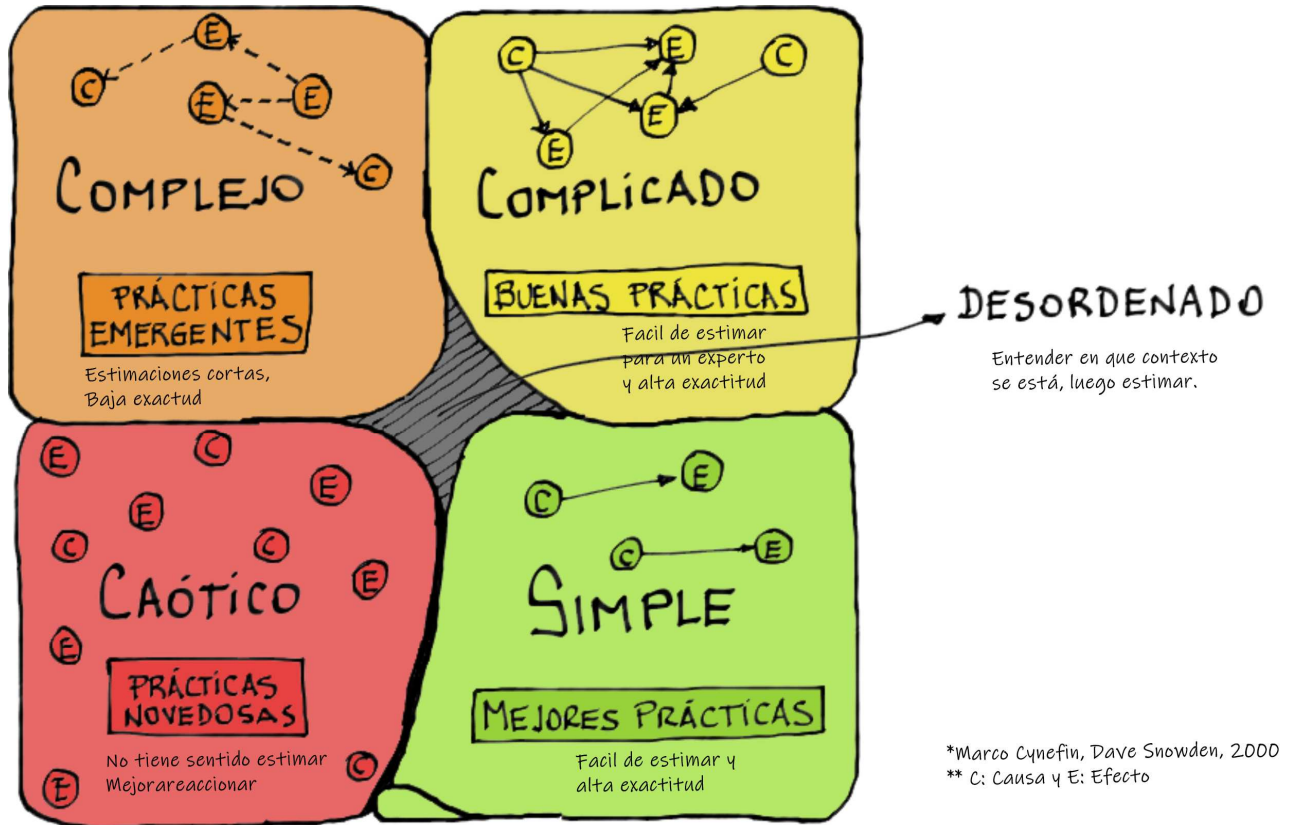 E
C
E
E
C
COMPLEJO
PRÁCTICAS
EMERGENTES
Estimaciones cortas,
Baja exactud
C
E
C
E
E
COMPLICADO
BUENAS PRÁCTICAS
Facil de estimar
para un experto
y alta exactitud
DESORDENADO
Entender en que contexto
se está, luego estimar.
E
C
E
E
C
C
E
CAÓTICO
E
PRÁCTICAS
NOVEDOSAS
No tiene sentido estimar
Mejorareaccionar
C
E
C
E
C
E
SIMPLE
MEJORES PRÁCTICAS
Facil de estimar y
alta exactitud
*Marco Cynefin, Dave Snowden, 2000
** C: Causa y E: Efecto